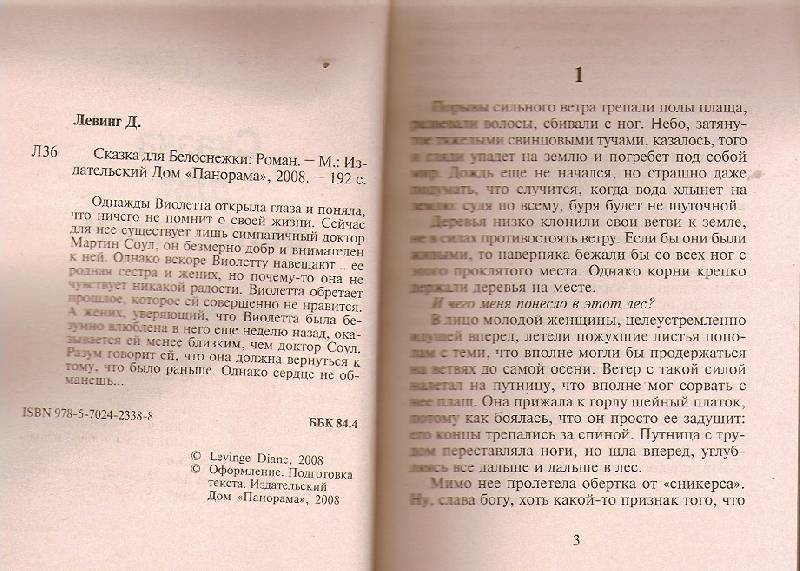 Левинг Д.
Л36
Сказка для Белоснежки: Роман. – М.: Из-
дательский Дом «Панорама», 2008. – 192 с.
Однажды Виолетта открыла глаза и поняла,
что ничего не помнит о своей жизни. Сейчас
для нее существует лишь симпатичный доктор
Мартин Соул, он безмерно добр и внимателен
к ней. Однако вскоре Виолетту навещают... ее
родная сестра и жених, но почему-то она не
чувствует никакой радости. Виолетта обретает
прошлое, которое ей совершенно не нравится.
А жених, уверяющий, что Виолетта была бе-
зумно влюблена в него еще неделю назад, ока-
зывается ей менее близким, чем доктор Соул.
Разум говорит ей, что она должна вернуться к
тому, что было раньше. Однако сердце не об-
манешь...
ISBN 978-5-7024-2338-8
ББК 84.4
© Levinge Diane, 2008
© Оформление. Подготовка
текста. Издательский
Дом «Панорама», 2008
1
Порывы сильного ветра трепали полы плаща,
развевали волосы, сбивали с ног. Небо, затяну-
тое тяжелыми свинцовыми тучами, казалось, того
и гляди упадет на землю и погребет под собой
мир. Дождь еще не начался, но страшно даже
подумать, что случится, когда вода хлынет на
землю: судя по всему, буря будет не шуточной.
Деревья низко клонили свои ветви к земле,
не в силах противостоять ветру. Если бы они были
живыми, то наверняка бежали бы со всех ног с
этого проклятого места. Однако корни крепко
держали деревья на месте.
И чего меня понесло в этот лес?
В лицо молодой женщины, целеустремленно
идущей вперед, летели пожухшие листья попо-
лам с теми, что вполне могли бы продержаться
на ветвях до самой осени. Ветер с такой силой
налетал на путницу, что вполне мог сорвать с
нее плащ. Она прижала к горлу шейный платок,
потому как боялась, что он просто ее задушит:
его концы трепались за спиной. Путница с тру-
дом переставляла ноги, но шла вперед, углуб-
ляясь все дальше и дальше в лес.
Мимо нее пролетела обертка от «сникерса».
Ну, слава богу, хоть какой-то признак того, что
3